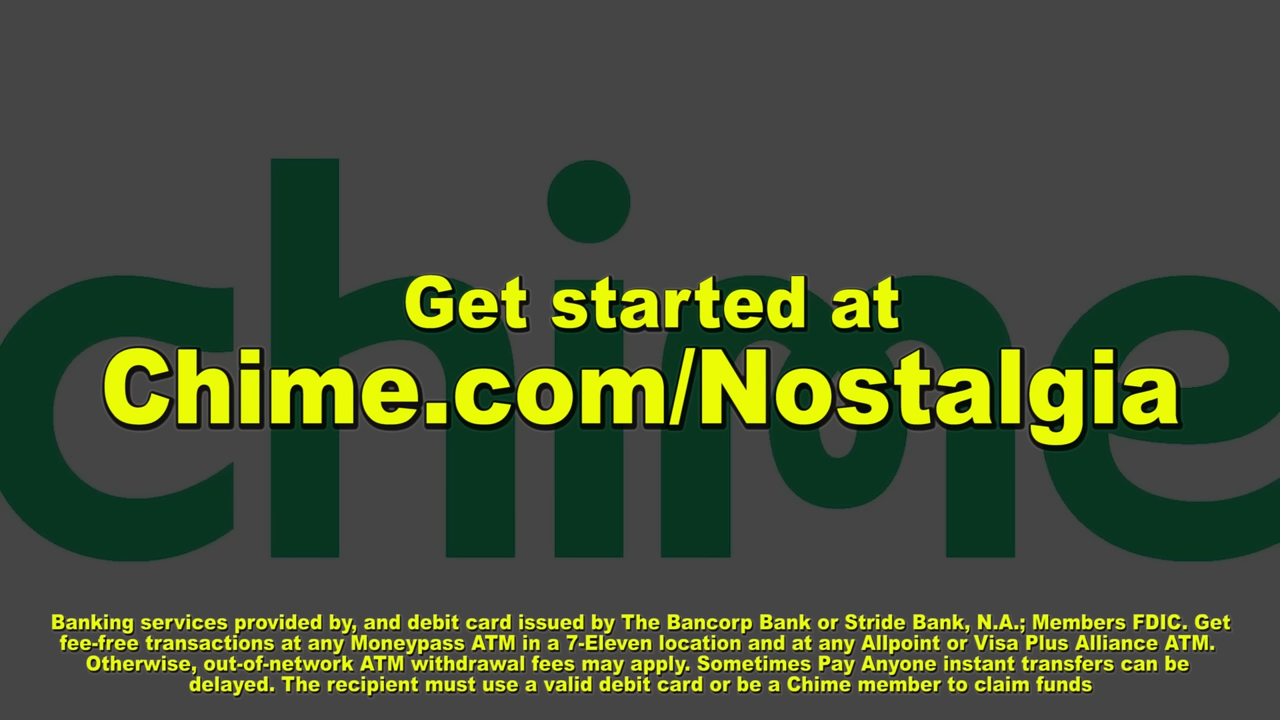 chime
Get started at
Chime.com/Nostalgia
Banking services provided by, and debit card issued by The Bancorp Bank or Stride Bank, N.A.; Members FDIC. Get
fee-free transactions at any Moneypass ATM in a 7-Eleven location and at any Allpoint or Visa Plus Alliance ATM.
Otherwise, out-of-network ATM withdrawal fees may apply. Sometimes Pay Anyone instant transfers can be
delayed. The recipient must use a valid debit card or be a Chime member to claim funds